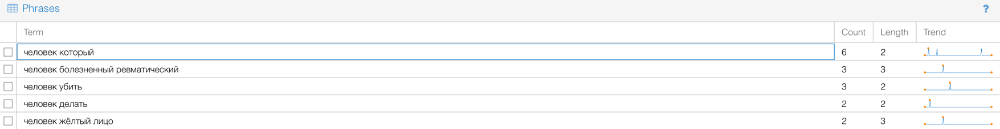 Phrases ?
Term Count Length Trend
человек который 6 2
человек болезненный ревматический 3 3
человек убить 3 2
человек делать 2 2
человек жёлтый лицо 2 3